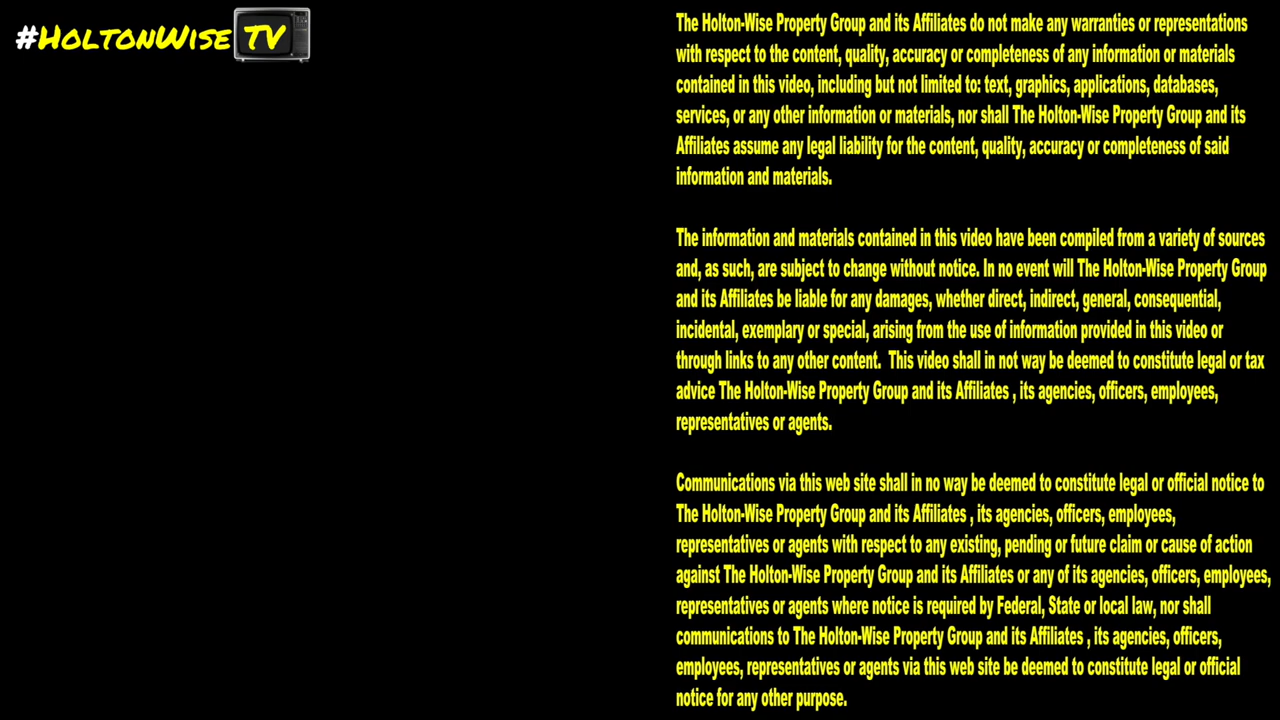 #HOLTONWISE TV
The Holton-Wise Property Group and its Affiliates do not make any warranties or representations
with respect to the content, quality, accuracy or completeness of any information or materials
contained in this video, including but not limited to: text, graphics, applications, databases,
services, or any other information or materials, nor shall The Holton-Wise Property Group and its
Affiliates assume any legal liability for the content, quality, accuracy or completeness of said
information and materials.
The information and materials contained in this video have been compiled from a variety of sources
and, as such, are subject to change without notice. In no event will The Holton-Wise Property Group
and its Affiliates be liable for any damages, whether direct, indirect, general, consequential,
incidental, exemplary or special, arising from the use of information provided in this video or
through links to any other content.  This video shall in not way be deemed to constitute legal or tax
advice The Holton-Wise Property Group and its Affiliates , its agencies, officers, employees,
representatives or agents.
Communications via this web site shall in no way be deemed to constitute legal or official notice to
The Holton-Wise Property Group and its Affiliates , its agencies, officers, employees,
representatives or agents with respect to any existing, pending or future claim or cause of action
against The Holton-Wise Property Group and its Affiliates or any of its agencies, officers, employees,
representatives or agents where notice is required by Federal, State or local law, nor shall
communications to The Holton-Wise Property Group and its Affiliates , its agencies, officers,
employees, representatives or agents via this web site be deemed to constitute legal or official
notice for any other purpose.